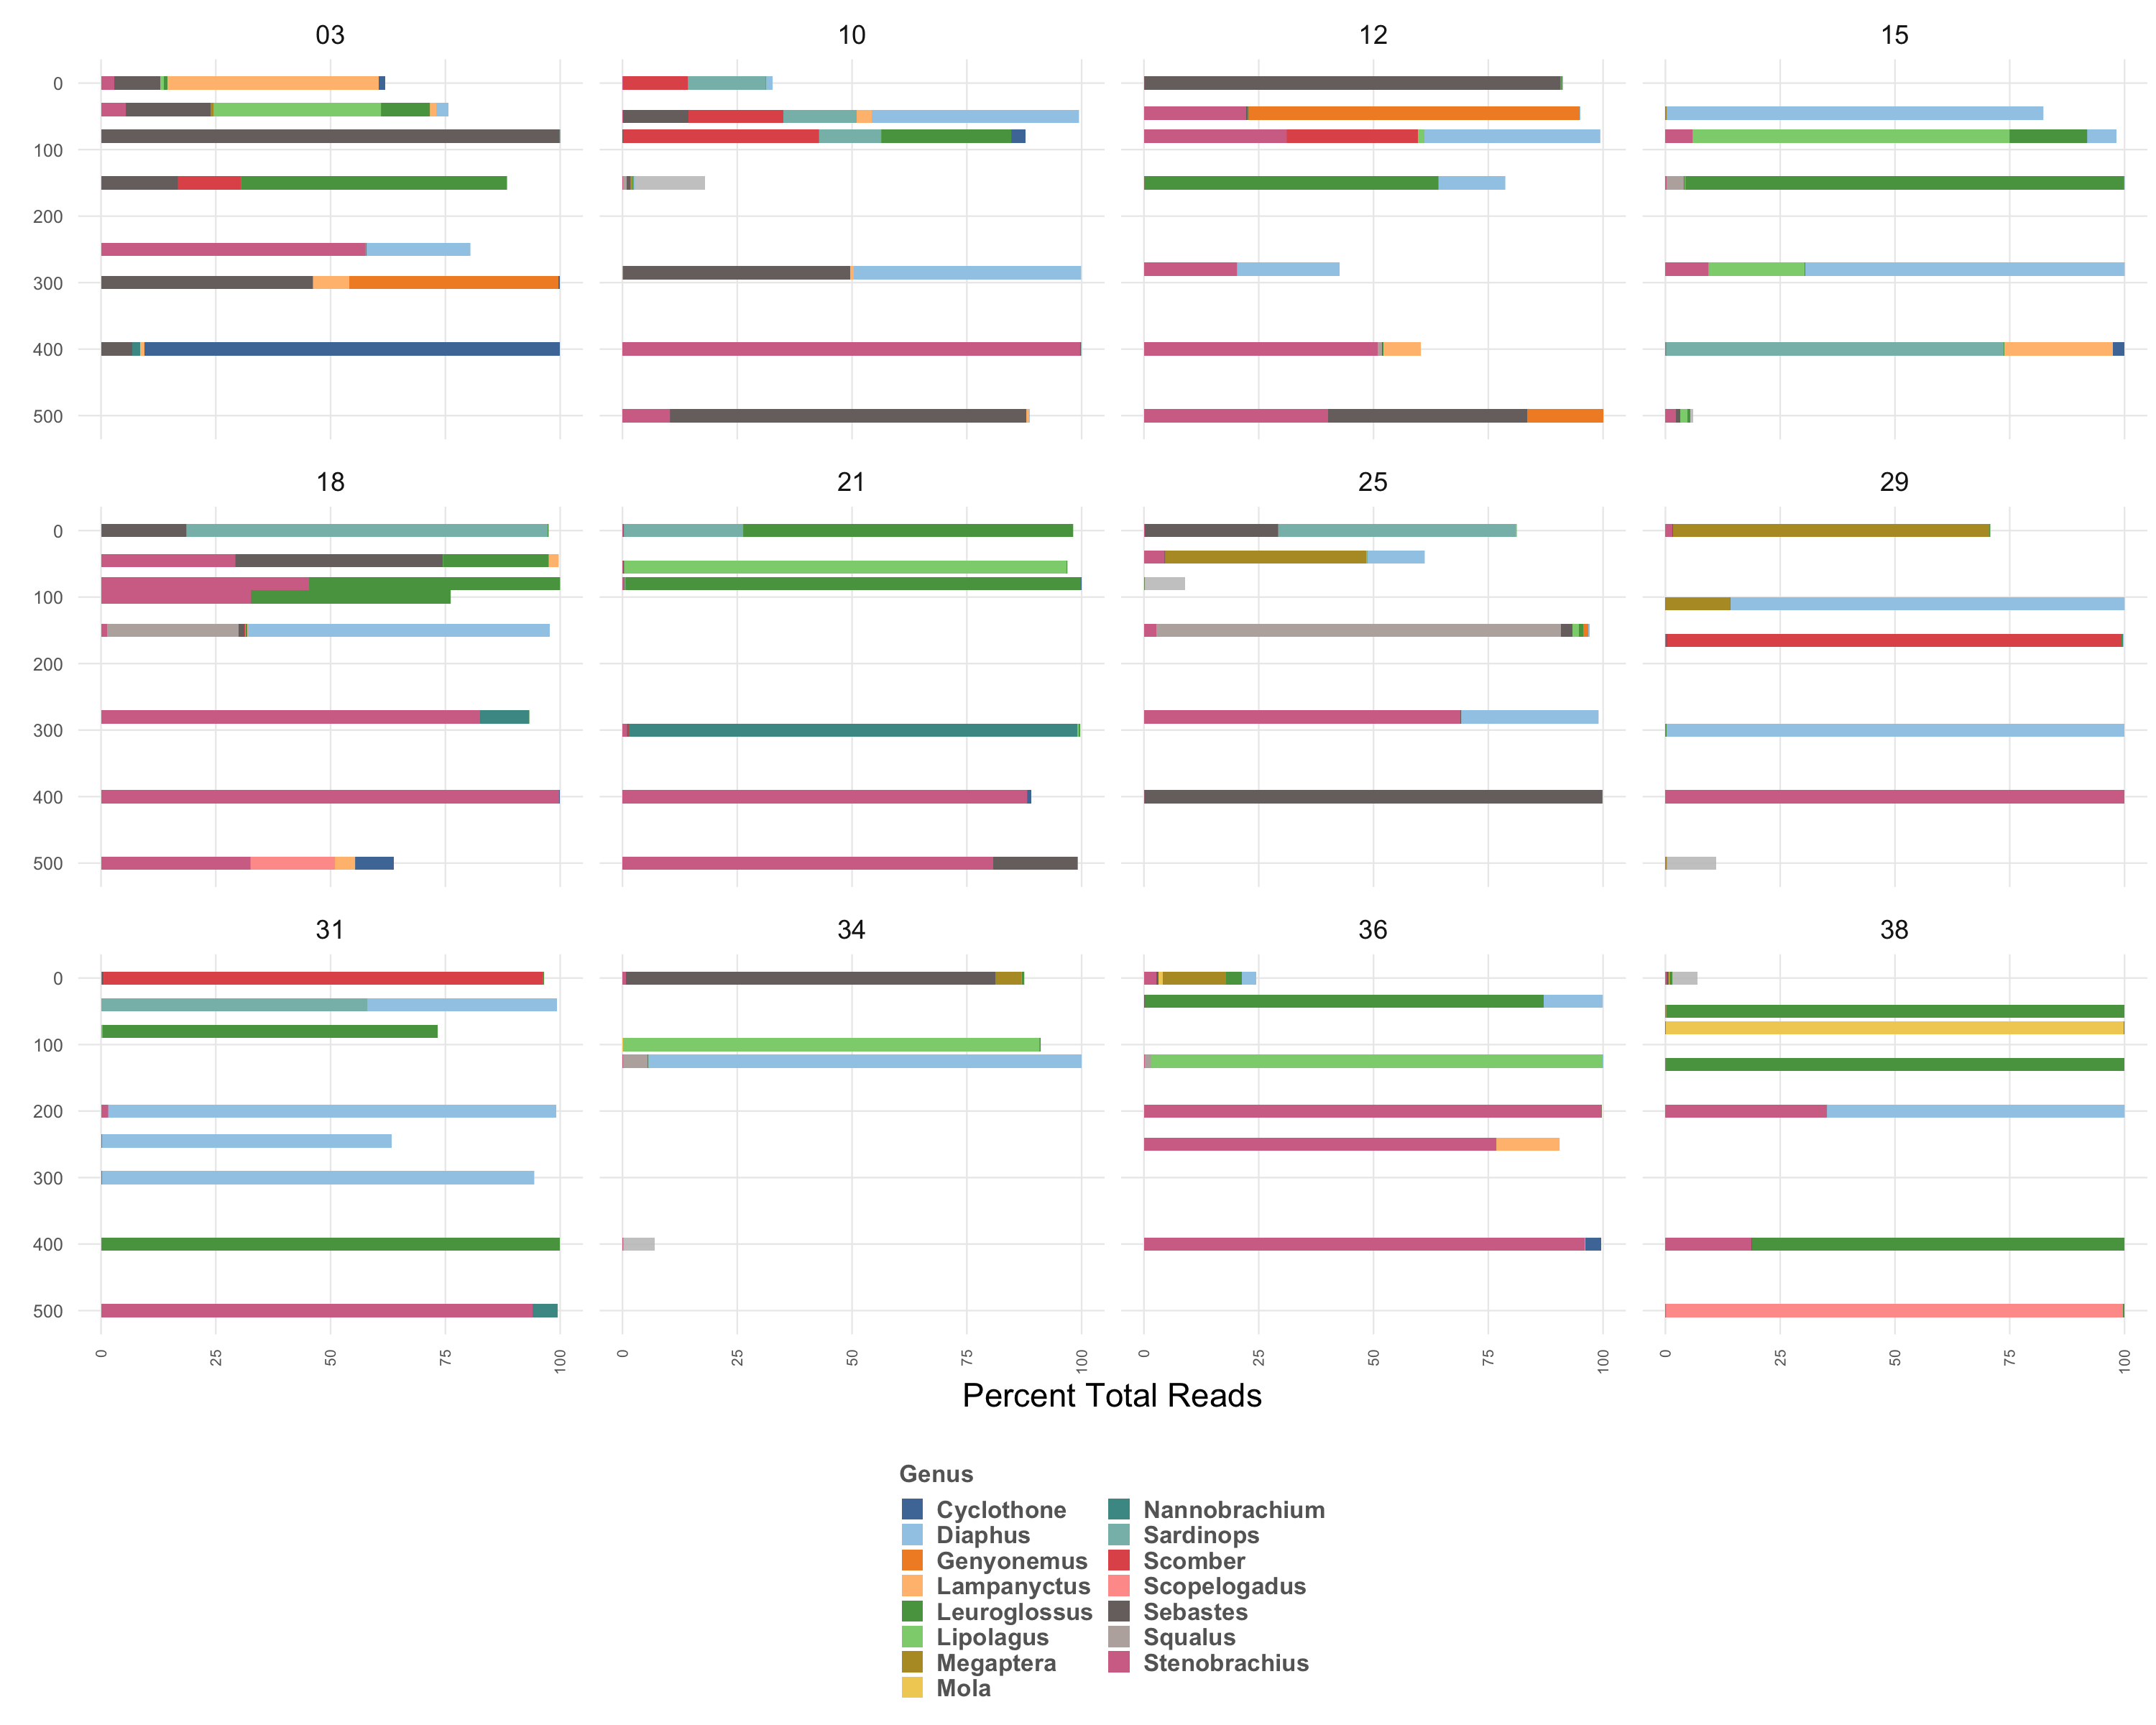 03 10 12 15
0
100
200
300
400
500
18 21 25 29
0
100
200
300
400
500
31 34 36 38
0
100
200
300
400
500
0 25 50 75 100 0 25 50 75 100 0 25 50 75 100 0 25 50 75 100
Percent Total Reads
Genus
Cyclothone Nannobrachium
Diaphus Sardinops
Genyonemus Scomber
Lampanyctus Scopelogadus
Leuroglossus Sebastes
Lipolagus Squalus
Megaptera Stenobrachius
Mola